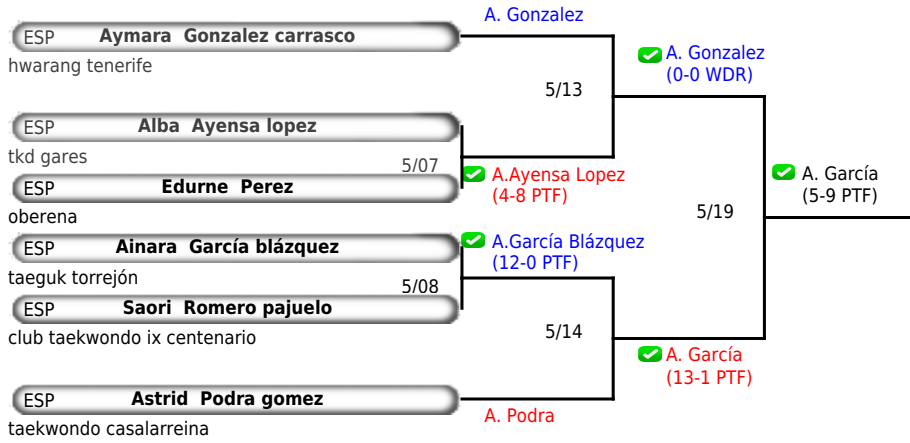 A. Gonzalez
ESP Aymara Gonzalez carrasco
hwarang tenerife
A. Gonzalez
(0-0 WDR)
5/13
ESP Alba Ayensa lopez
tkd gares
5/07
A.Ayensa Lopez
(4-8 PTF)
ESP Edurne Perez
oberena
A. García
(5-9 PTF)
5/19
ESP Ainara García blázquez
taeguk torrejón
A.García Blázquez
(12-0 PTF)
5/08
ESP Saori Romero pajuelo
club taekwondo ix centenario
5/14
A. García
(13-1 PTF)
ESP Astrid Podra gomez
taekwondo casalarreina
A. Podra